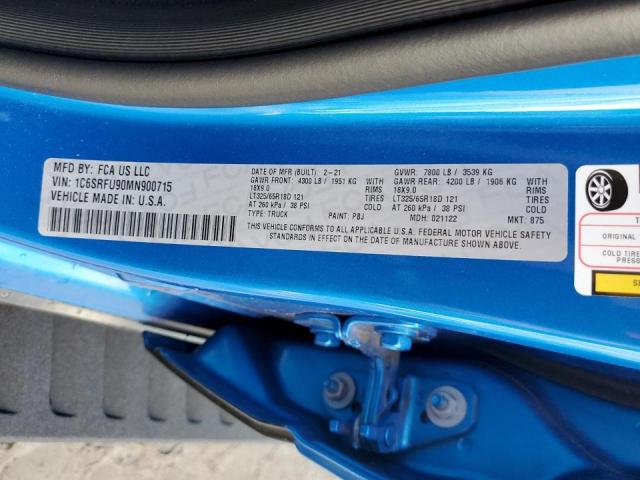 MFD BY: FCA US LLC
VIN: 1C6SRFU90MN900715
VEHICLE MADE IN: U.S.A.
DATE (BUILT): 2-21
GVWR: 7800 LB / 3539 KG
GAWR FRONT: 4300 LB / 1951 KG
WITH TIRES RIMS
18X9.0
LT325/65R18D 121
AT 260 kPa / 38 PSI
GAWR REAR: 4200 LB / 1906 KG
WITH TIRES RIMS
18X9.0
LT325/65R18D 121
AT 260 kPa / 38 PSI
TYPE: TRUCK PAINT: PBJ MDH: 021122 MKT: 875
THIS VEHICLE CONFORMS TO ALL APPLICABLE U.S.A. FEDERAL MOTOR VEHICLE SAFETY
STANDARDS IN EFFECT ON THE DATE OF MANUFACTURE SHOWN ABOVE.
TI
ORIGINAL
COLD TIRE
PRESS
SE